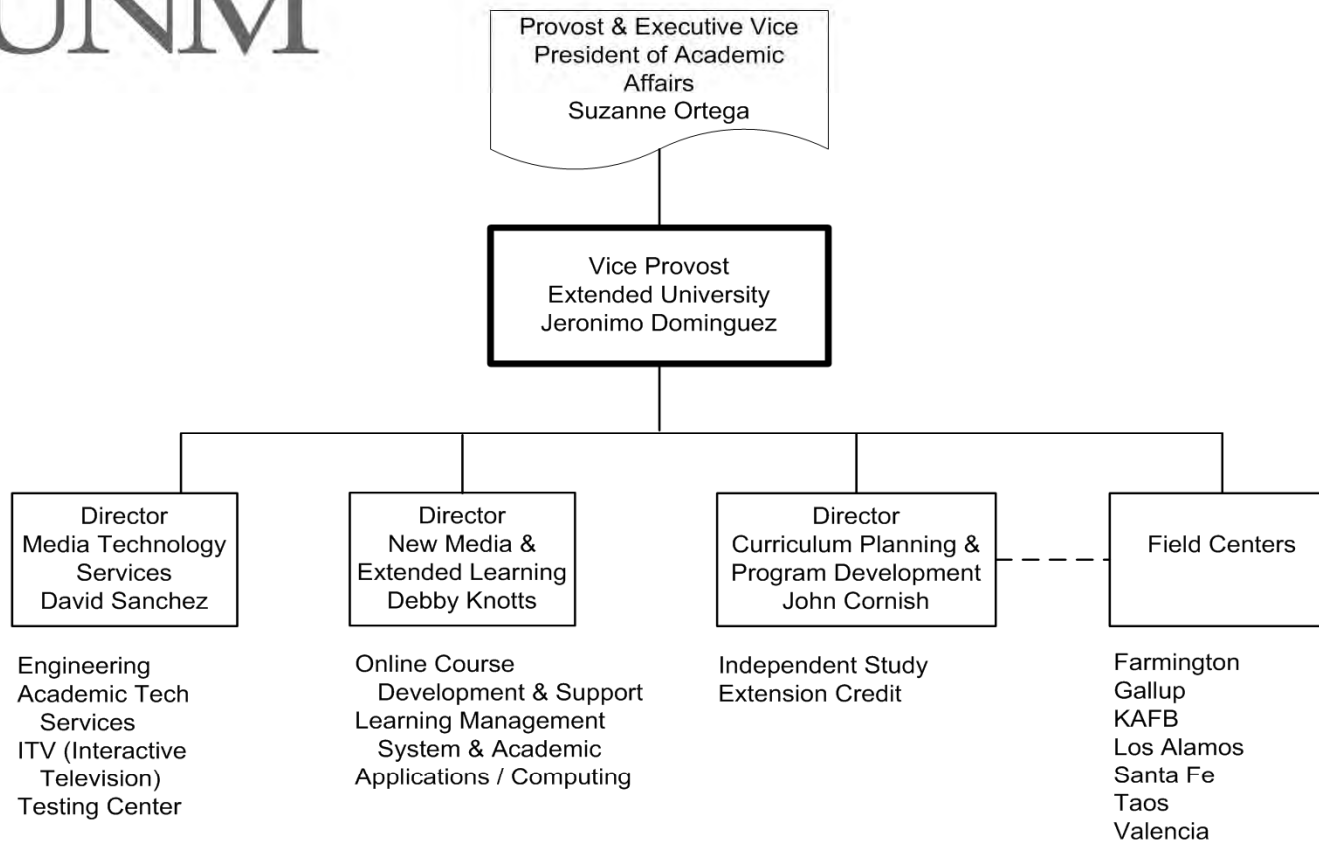 UNM
Provost & Executive Vice
President of Academic
Affairs
Suzanne Ortega
Vice Provost
Extended University
Jeronimo Dominguez
Director
Media Technology
Services
David Sanchez
Engineering
Academic Tech
Services
ITV (Interactive
Television)
Testing Center
Director
New Media &
Extended Learning
Debby Knotts
Online Course
Development & Support
Learning Management
System & Academic
Applications / Computing
Director
Curriculum Planning &
Program Development
John Cornish
Independent Study
Extension Credit
Field Centers
Farmington
Gallup
KAFB
Los Alamos
Santa Fe
Taos
Valencia